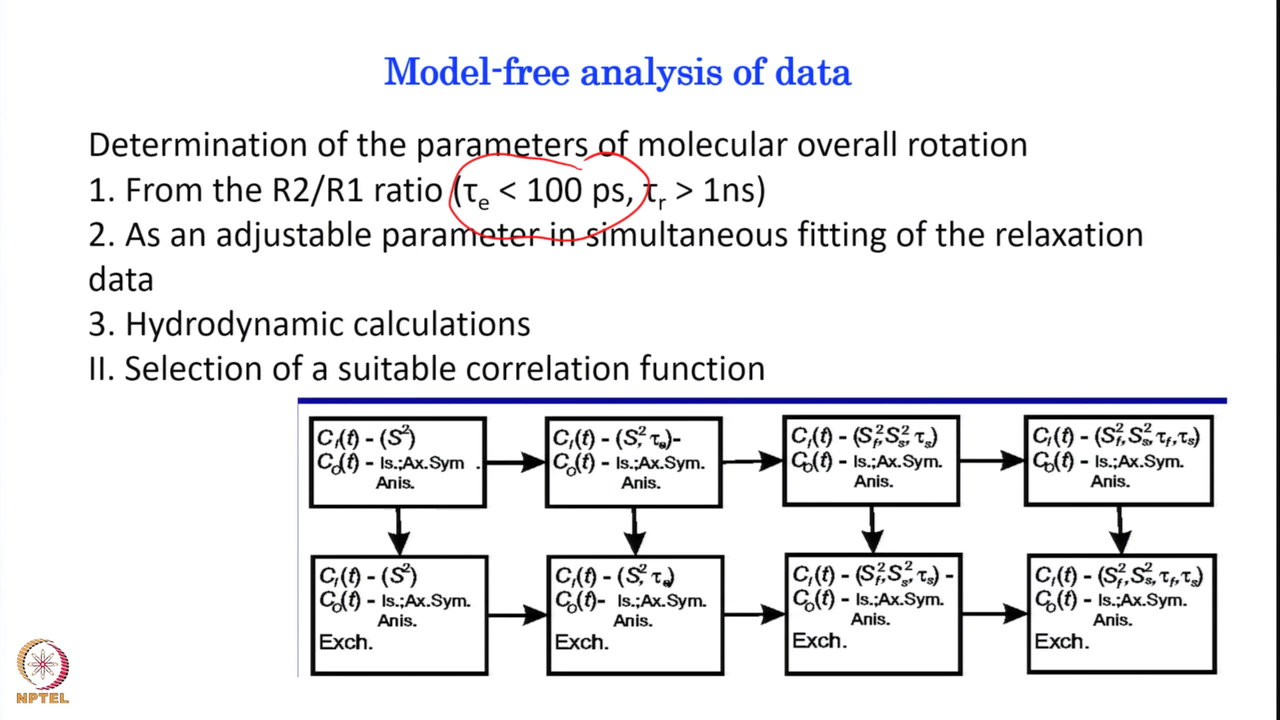 Model-free analysis of data
Determination of the parameters of molecular overall rotation
1. From the R2/R1 ratio (τe < 100 ps, τr > 1ns)
2. As an adjustable parameter in simultaneous fitting of the relaxation
data
3. Hydrodynamic calculations
II. Selection of a suitable correlation function
CI(t) - (S²)
CO(t) - Is.;Ax.Sym .
Anis.
CI(t) - (S², τe)-
CO(t) - Is.;Ax.Sym.
Anis.
CI(t) - (Sf², Ss², τs)
CO(t) - Is.;Ax.Sym.
Anis.
CI(t) - (Sf², Ss², τf, τs)
CO(t) - Is.;Ax.Sym.
Anis.
CI(t) - (S²)
CO(t) - Is.;Ax.Sym.
Anis.
Exch.
CI(t) - (S², τe)
CO(t)- Is.;Ax.Sym.
Anis.
Exch.
CI(t) - (Sf², Ss², τs) -
CO(t) - Is.;Ax.Sym.
Anis.
Exch.
CI(t) - (Sf², Ss², τf, τs)
CO(t) - Is.;Ax.Sym.
Anis.
Exch.
NPTEL